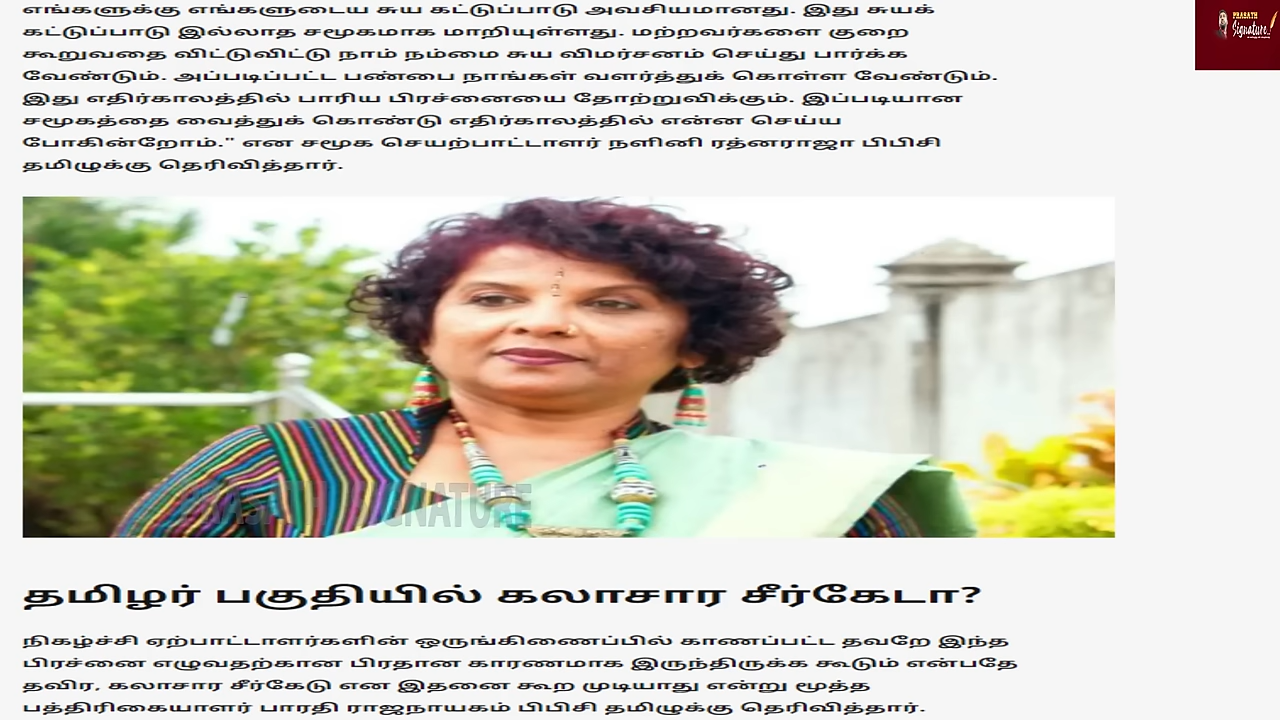 எங்களுக்கு எங்களுடைய சுய கட்டுப்பாடு அவசியமானது. இது சுயக்
கட்டுப்பாடு இல்லாத சமூகமாக மாறியுள்ளது. மற்றவர்களை குறை
கூறுவதை விட்டுவிட்டு நாம் நம்மை சுய விமர்சனம் செய்து பார்க்க
வேண்டும். அப்படிப்பட்ட பண்பை நாங்கள் வளர்த்துக் கொள்ள வேண்டும்.
இது எதிர்காலத்தில் பாரிய பிரச்னையை தோற்றுவிக்கும். இப்படியான
சமூகத்தை வைத்துக் கொண்டு எதிர்காலத்தில் என்ன செய்ய
போகின்றோம்." என சமூக செயற்பாட்டாளர் நளினி ரத்னராஜா பிபிசி
தமிழுக்கு தெரிவித்தார்.
PRASATH
Signature
தமிழர் பகுதியில் கலாசார சீர்கேடா?
நிகழ்ச்சி ஏற்பாட்டாளர்களின் ஒருங்கிணைப்பில் காணப்பட்ட தவறே இந்த
பிரச்னை எழுவதற்கான பிரதான காரணமாக இருந்திருக்க கூடும் என்பதே
தவிர, கலாசார சீர்கேடு என இதனை கூற முடியாது என்று மூத்த
பத்திரிகையாளர் பாரதி ராஜநாயகம் பிபிசி தமிழுக்கு தெரிவித்தார்.